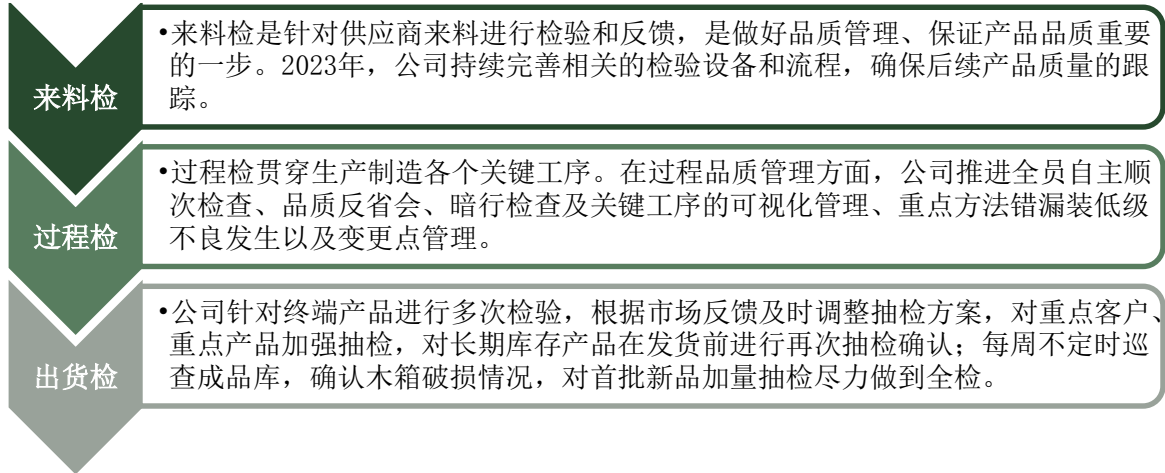 来料检
•来料检是针对供应商来料进行检验和反馈，是做好品质管理、保证产品品质重要
的一步。2023年，公司持续完善相关的检验设备和流程，确保后续产品质量的跟
踪。
过程检
•过程检贯穿生产制造各个关键工序。在过程品质管理方面，公司推进全员自主顺
次检查、品质反省会、暗行检查及关键工序的可视化管理、重点方法错漏装低级
不良发生以及变更点管理。
出货检
•公司针对终端产品进行多次检验，根据市场反馈及时调整抽检方案，对重点客户、
重点产品加强抽检，对长期库存产品在发货前进行再次抽检确认；每周不定时巡
查成品库，确认木箱破损情况，对首批新品加量抽检尽力做到全检。